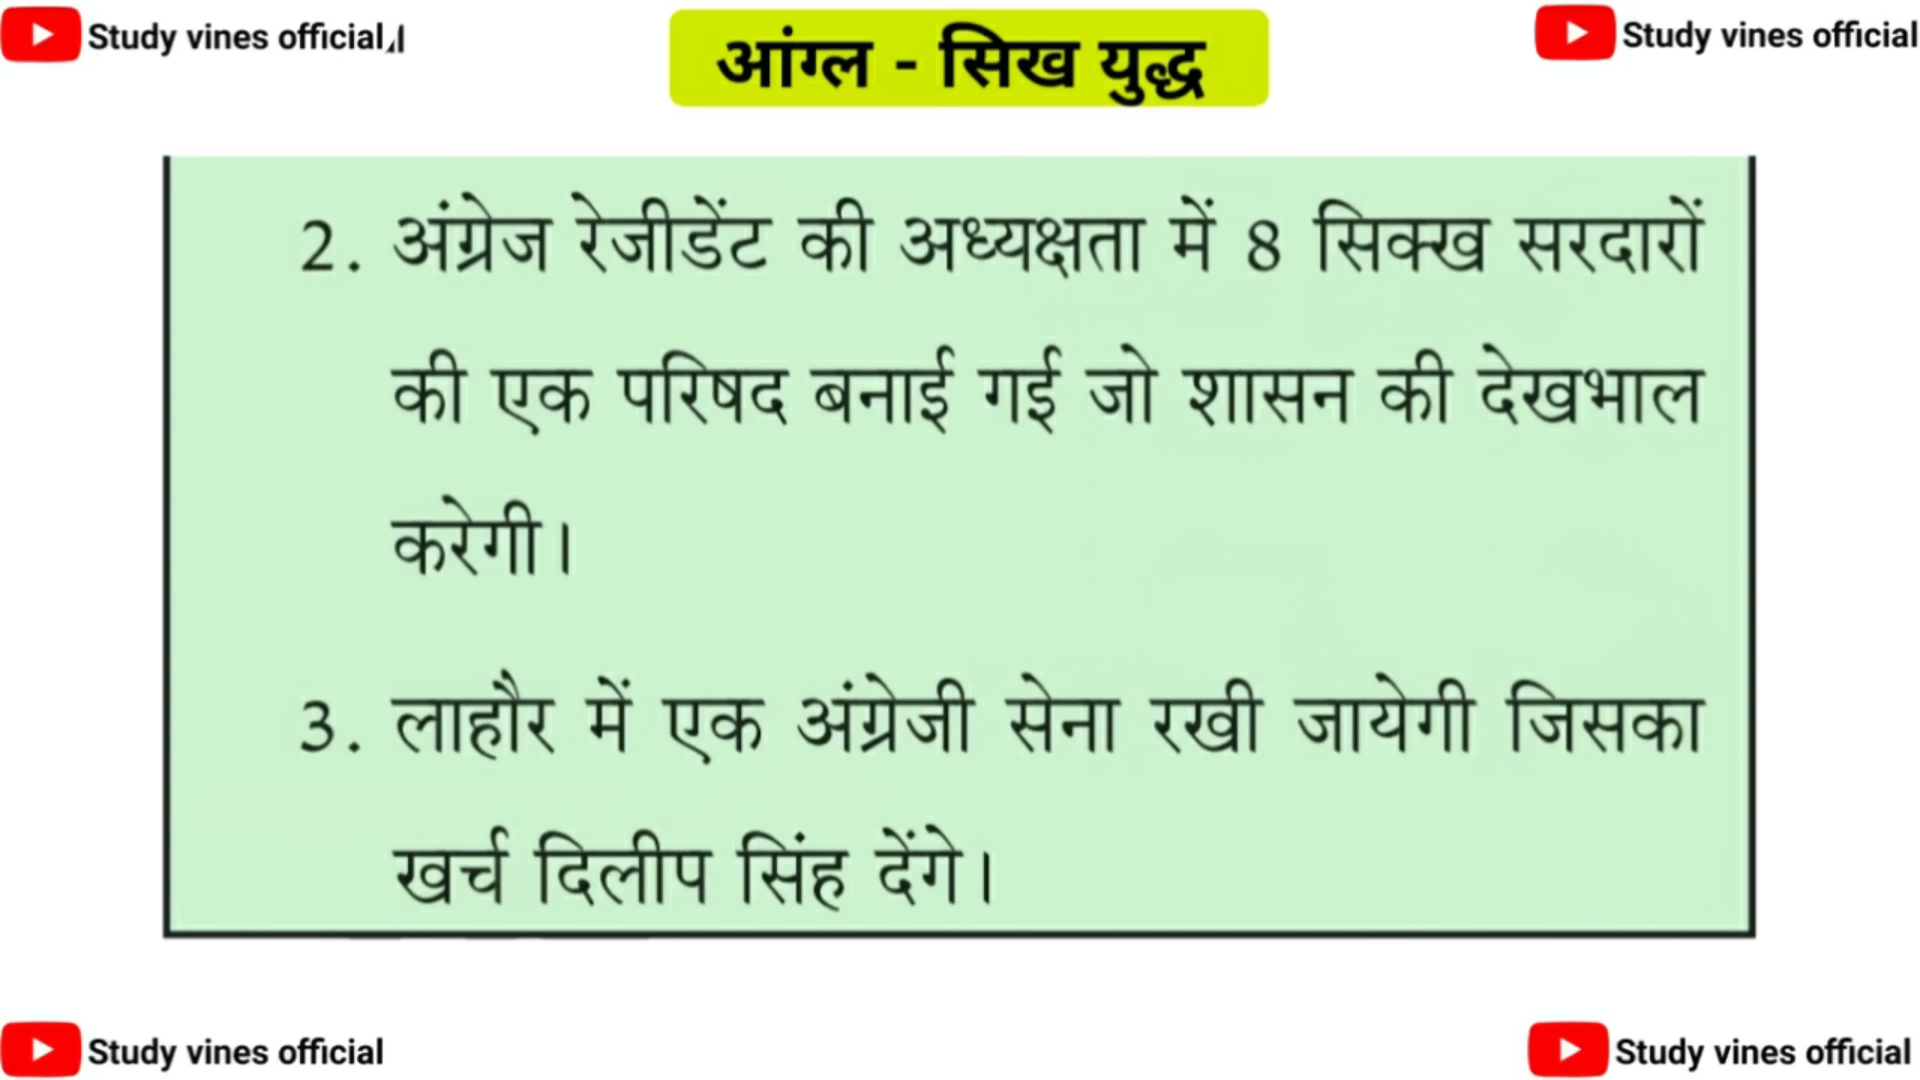 Study vines official
आंग्ल - सिख युद्ध
Study vines official
2. अंग्रेज रेजीडेंट की अध्यक्षता में 8 सिक्ख सरदारों
की एक परिषद बनाई गई जो शासन की देखभाल
करेगी।
3. लाहौर में एक अंग्रेजी सेना रखी जायेगी जिसका
खर्च दिलीप सिंह देंगे।
Study vines official
Study vines official